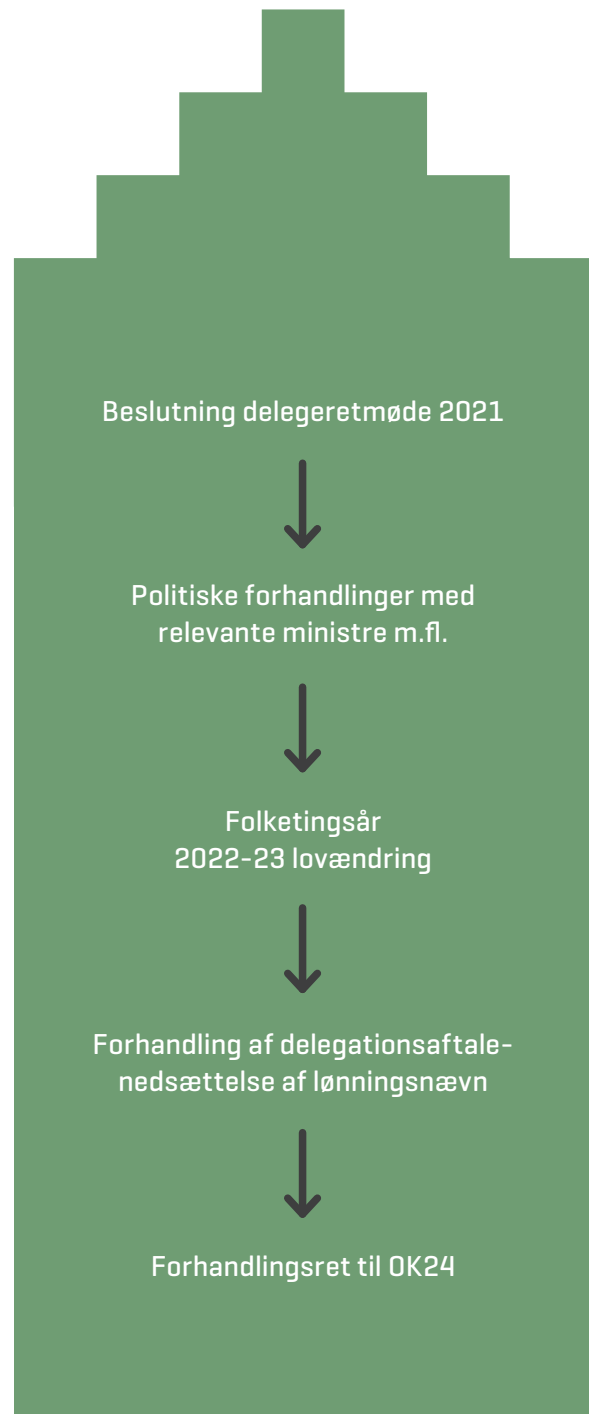 Beslutning delegeretmøde 2021
Politiske forhandlinger med
relevante ministre m.fl.
Folketingsår
2022-23 lovændring
Forhandling af delegationsaftale-
nedsættelse af lønningsnævn
Forhandlingsret til OK24